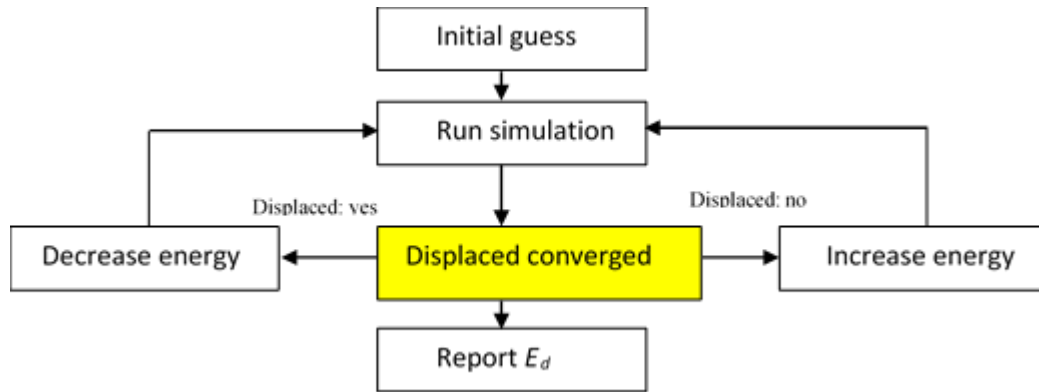 Initial guess
Run simulation
Displaced: yes
Displaced: no
Decrease energy
Displaced converged
Increase energy
Report E_d